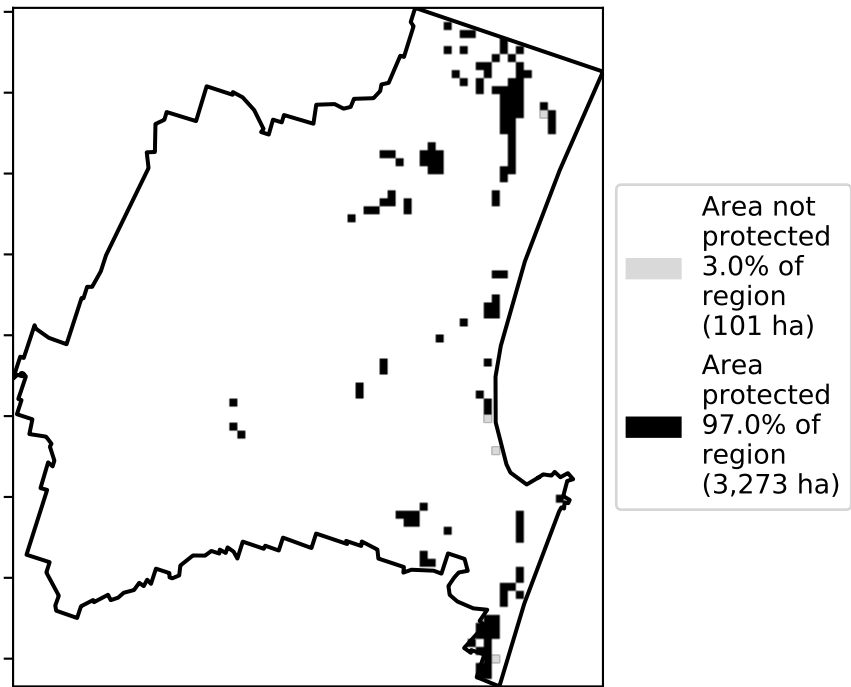 Area not
protected
3.0% of
region
(101 ha)
Area
protected
97.0% of
region
(3,273 ha)